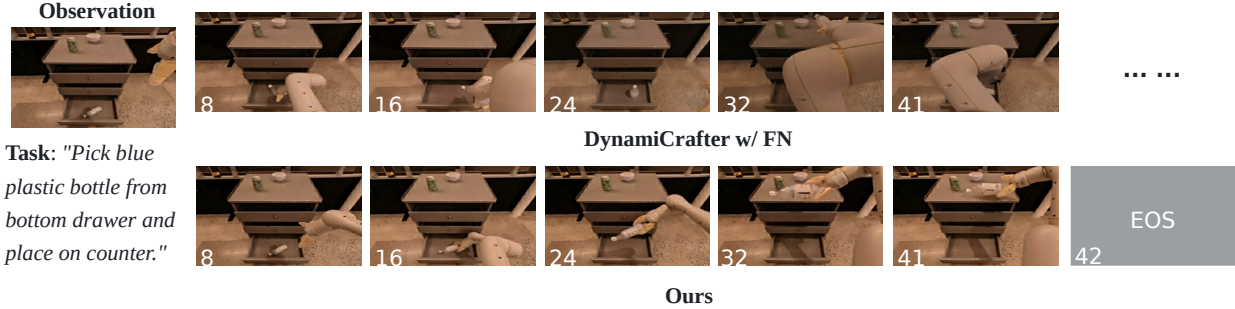 Observation
8
16
24
32
41
... ...
DynamiCrafter w/ FN
Task: "Pick blue
plastic bottle from
bottom drawer and
place on counter."
8
16
24
32
41
EOS
42
Ours